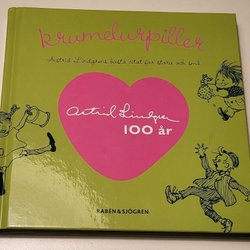 krumelurpiller
Astrid Lindgrens bästa citat för stora och små
Astrid Lindgren
100 år
RABÉN & SJÖGREN